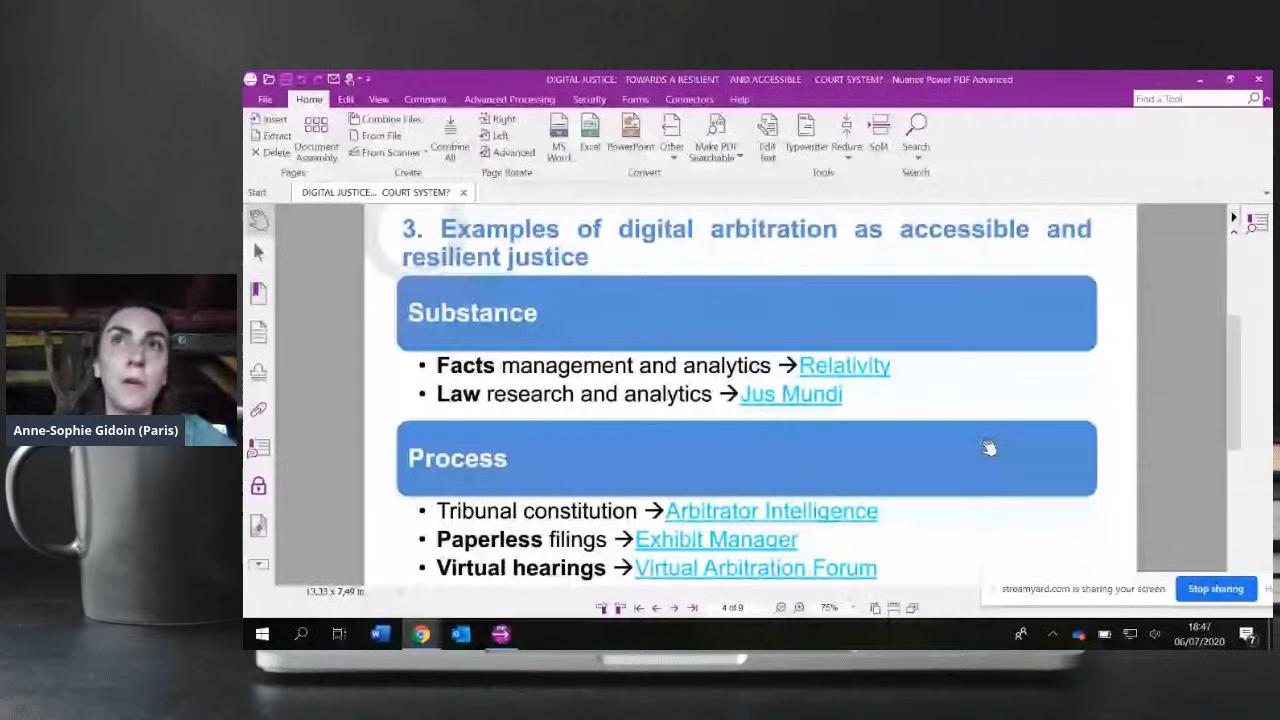 DIGITAL JUSTICE: TOWARDS A RESILIENT AND ACCESSIBLE COURT SYSTEM? Nuance Power PDF Advanced
File Home Edit View Comment Advanced Processing Security Forms Connectors Help Find a Tool
Insert Combine Files Right
Extract From File Left
Delete Document Assembly From Scanner Combine All Advanced MS Word Excel PowerPoint Other Make PDF Searchable Edit Text Typewriter Reduce Split Search
Pages Create Page Rotate Convert Tools Search
Start DIGITAL JUSTICE... COURT SYSTEM?
3. Examples of digital arbitration as accessible and
resilient justice
Substance
• Facts management and analytics →Relativity
• Law research and analytics →Jus Mundi
Process
• Tribunal constitution →Arbitrator Intelligence
• Paperless filings →Exhibit Manager
• Virtual hearings →Virtual Arbitration Forum
Anne-Sophie Gidoin (Paris)
streamyard.com is sharing your screen. Stop sharing
13,33 x 7,49 in 4 of 9 75%
18:47
06/07/2020